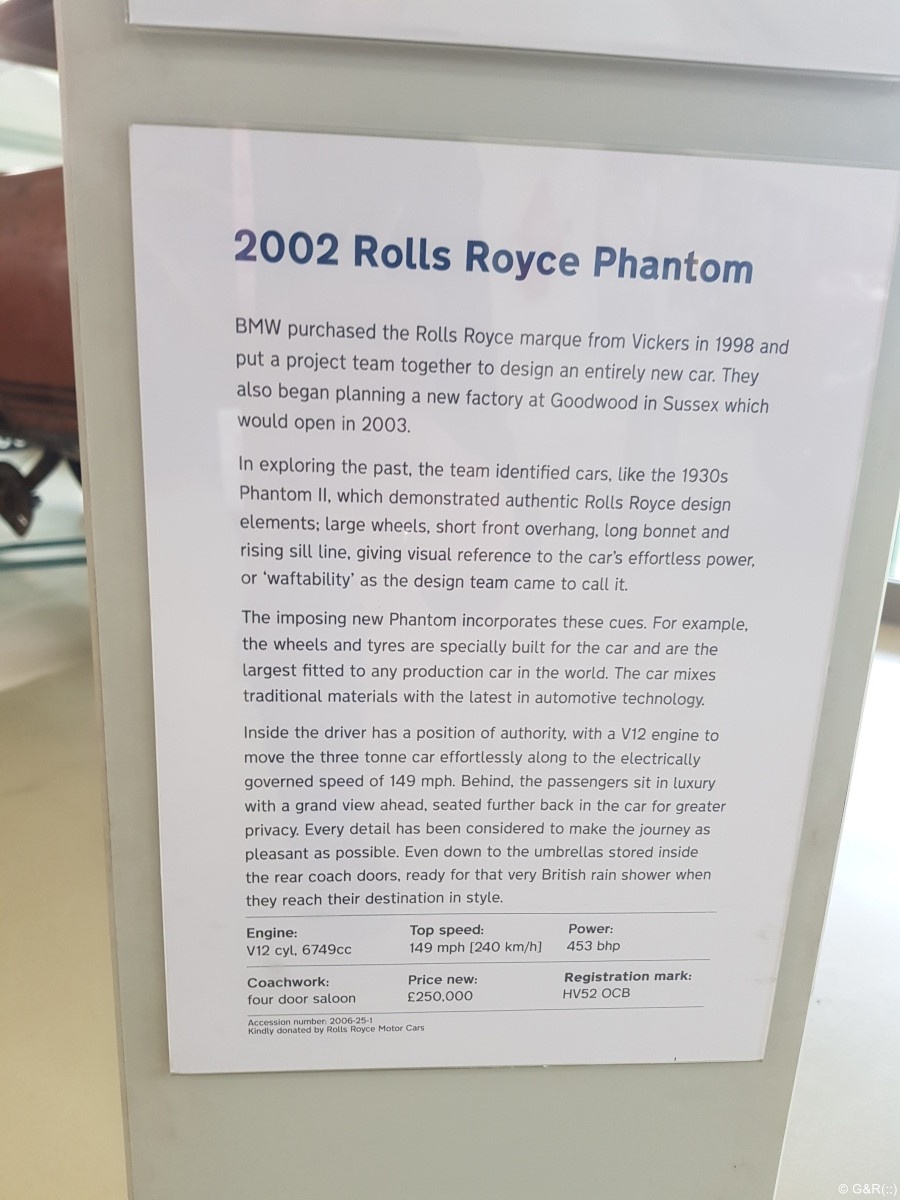 2002 Rolls Royce Phantom
BMW purchased the Rolls Royce marque from Vickers in 1998 and
put a project team together to design an entirely new car. They
also began planning a new factory at Goodwood in Sussex which
would open in 2003.
In exploring the past, the team identified cars, like the 1930s
Phantom II, which demonstrated authentic Rolls Royce design
elements; large wheels, short front overhang, long bonnet and
rising sill line, giving visual reference to the car's effortless power,
or 'waftability' as the design team came to call it.
The imposing new Phantom incorporates these cues. For example,
the wheels and tyres are specially built for the car and are the
largest fitted to any production car in the world. The car mixes
traditional materials with the latest in automotive technology.
Inside the driver has a position of authority, with a V12 engine to
move the three tonne car effortlessly along to the electrically
governed speed of 149 mph. Behind, the passengers sit in luxury
with a grand view ahead, seated further back in the car for greater
privacy. Every detail has been considered to make the journey as
pleasant as possible. Even down to the umbrellas stored inside
the rear coach doors, ready for that very British rain shower when
they reach their destination in style.
Engine: Top speed: Power:
V12 cyl, 6749cc 149 mph [240 km/h] 453 bhp
Coachwork: Price new: Registration mark:
four door saloon £250,000 HV52 OCB
Accession number: 2006-25-1
Kindly donated by Rolls Royce Motor Cars
© G&R(::)